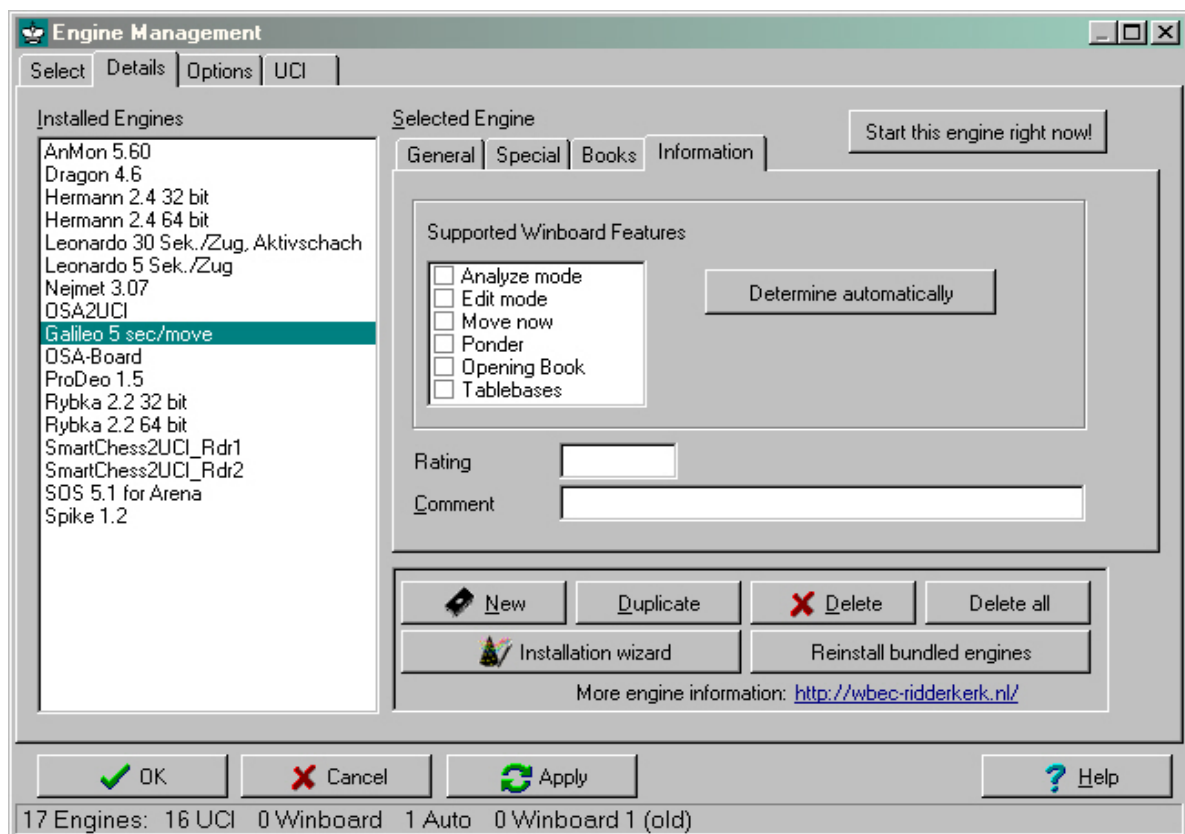 Engine Management
Select Details Options UCI
Installed Engines
AnMon 5.60
Dragon 4.6
Hermann 2.4 32 bit
Hermann 2.4 64 bit
Leonardo 30 Sek./Zug, Aktivschach
Leonardo 5 Sek./Zug
Nejmet 3.07
OSA2UCI
Galileo 5 sec/move
OSA-Board
ProDeo 1.5
Rybka 2.2 32 bit
Rybka 2.2 64 bit
SmartChess2UCI_Rdr1
SmartChess2UCI_Rdr2
SOS 5.1 for Arena
Spike 1.2
Selected Engine
Start this engine right now!
General Special Books Information
Supported Winboard Features
Analyze mode
Edit mode
Move now
Ponder
Opening Book
Tablebases
Determine automatically
Rating
Comment
New Duplicate Delete Delete all
Installation wizard Reinstall bundled engines
More engine information: http://wbec-ridderkerk.nl/
OK Cancel Apply Help
17 Engines: 16 UCI 0 Winboard 1 Auto 0 Winboard 1 (old)